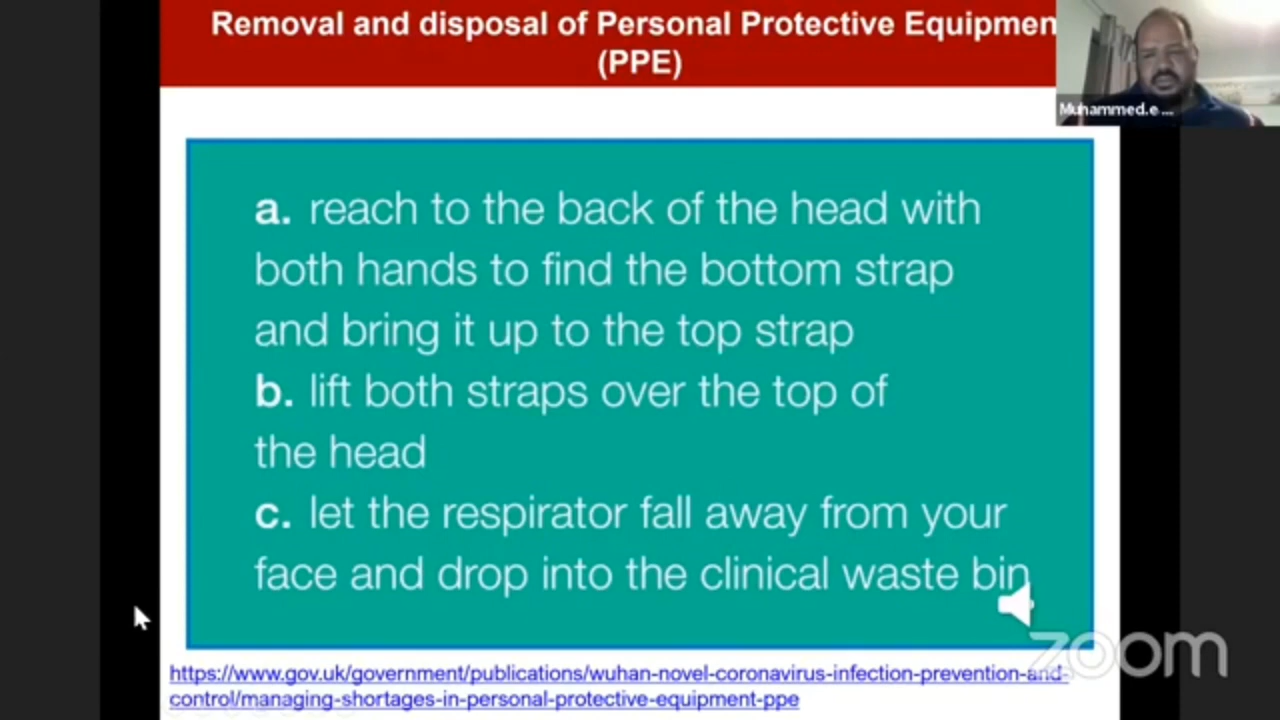 Removal and disposal of Personal Protective Equipmen
(PPE)
Muhammed.e...
a. reach to the back of the head with
both hands to find the bottom strap
and bring it up to the top strap
b. lift both straps over the top of
the head
c. let the respirator fall away from your
face and drop into the clinical waste bin
zoom
https://www.gov.uk/government/publications/wuhan-novel-coronavirus-infection-prevention-and-
control/managing-shortages-in-personal-protective-equipment-ppe